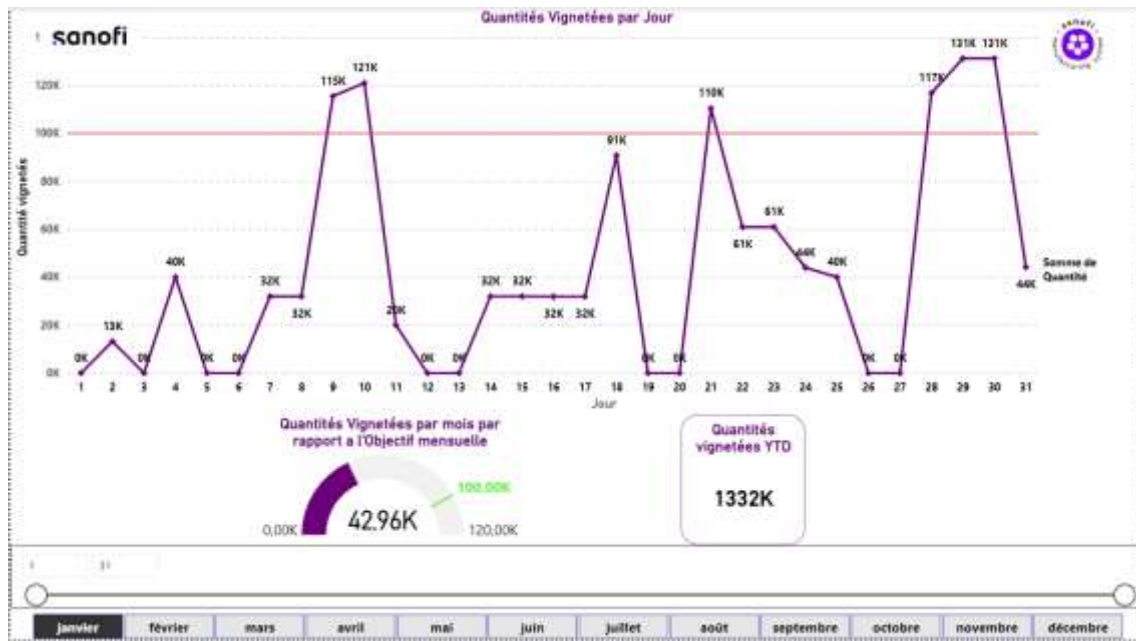 Quantités Vignetées par Jour
sanofi
120K
100K
80K
60K
40K
20K
0K
Quantité vignetés
0K
13K
0K
40K
0K
0K
32K
32K
115K
121K
20K
0K
0K
32K
32K
32K
32K
91K
0K
0K
110K
61K
61K
44K
40K
0K
0K
117K
131K
131K
44K
Somme de
Quantité
1 2 3 4 5 6 7 8 9 10 11 12 13 14 15 16 17 18 19 20 21 22 23 24 25 26 27 28 29 30 31
Jour
Quantités Vignetées par mois par
rapport a l'Objectif mensuelle
100.00K
42.96K
0,00K
120,00K
Quantités
vignetées YTD
1332K
janvier février mars avril mai juin juillet août septembre octobre novembre décembre